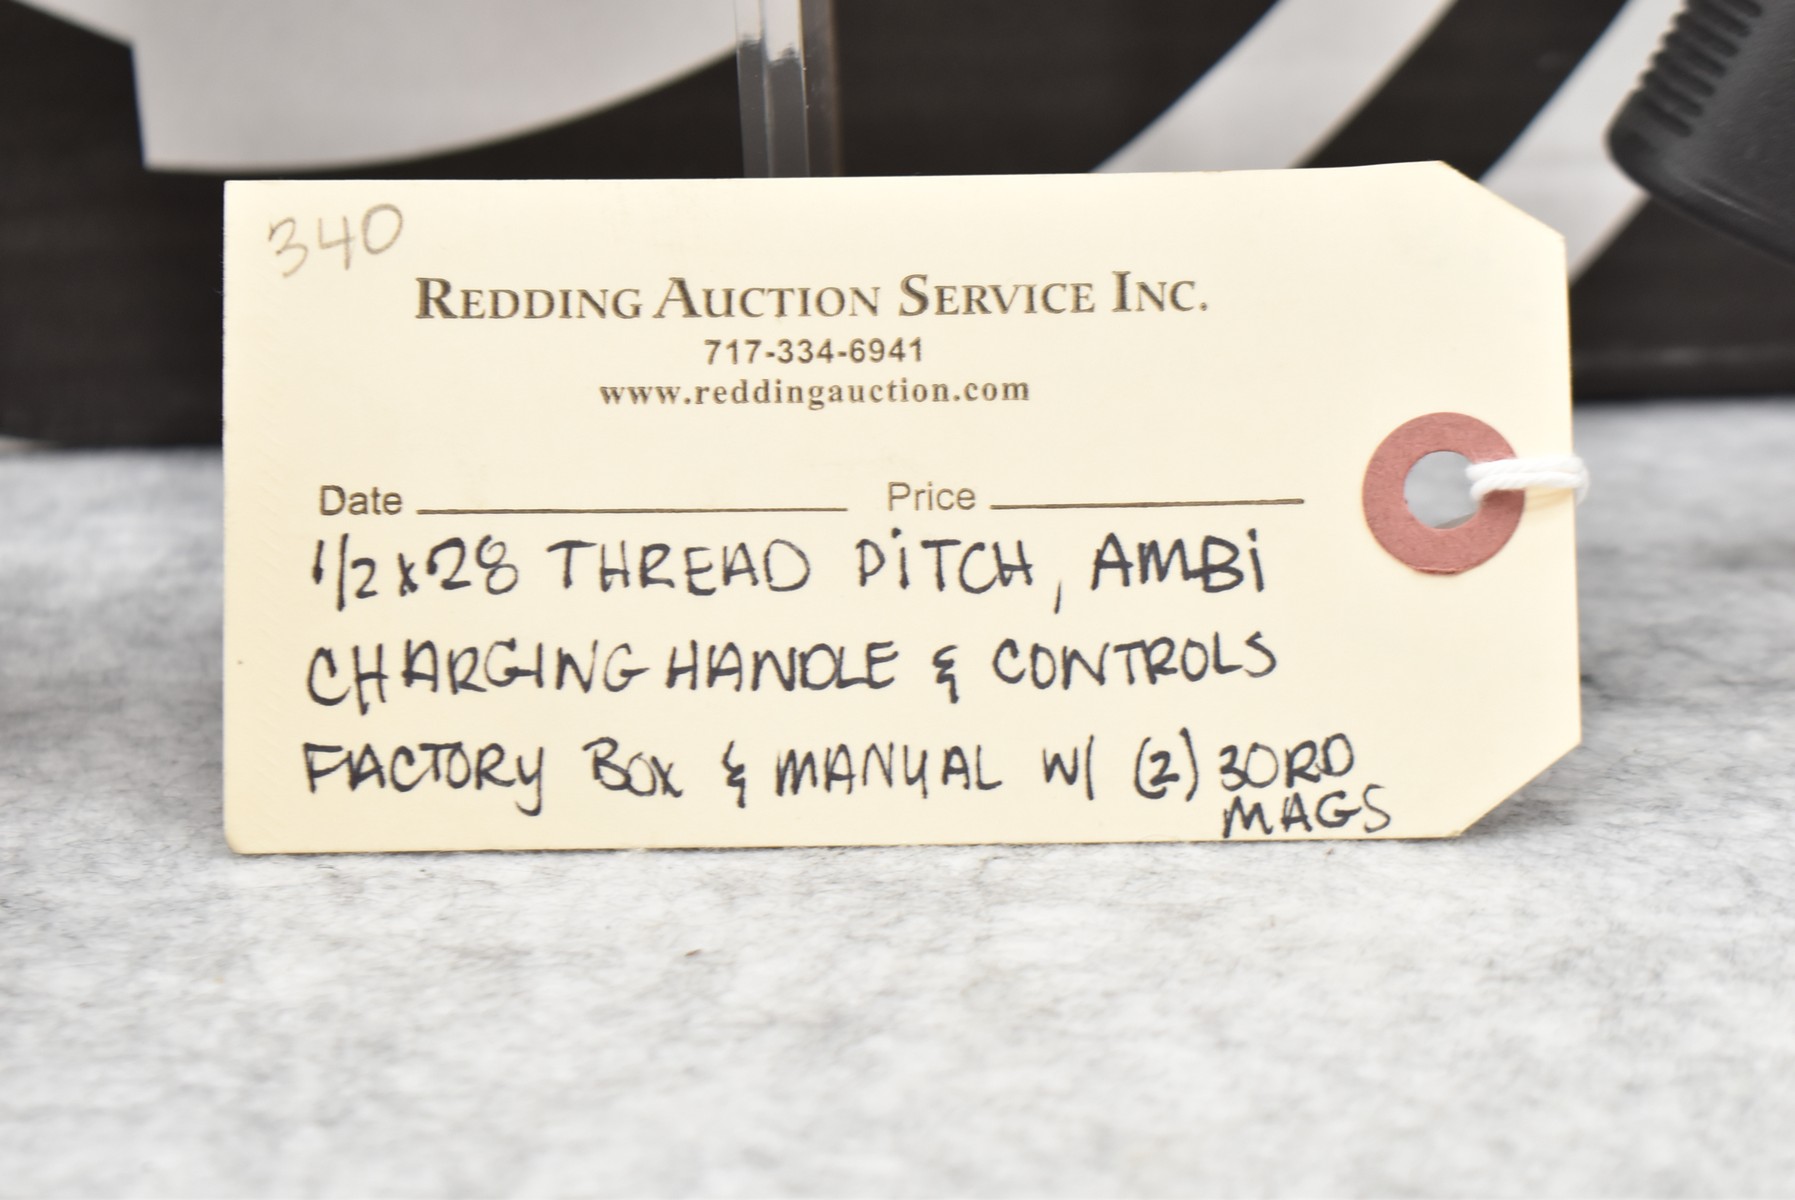 340
REDDING AUCTION SERVICE INC.
717-334-6941
www.reddingauction.com
Date Price
1/2x28 THREAD PITCH, AMBI
CHARGING HANDLE & CONTROLS
FACTORY BOX & MANUAL W/ (2) 30RD
MAGS